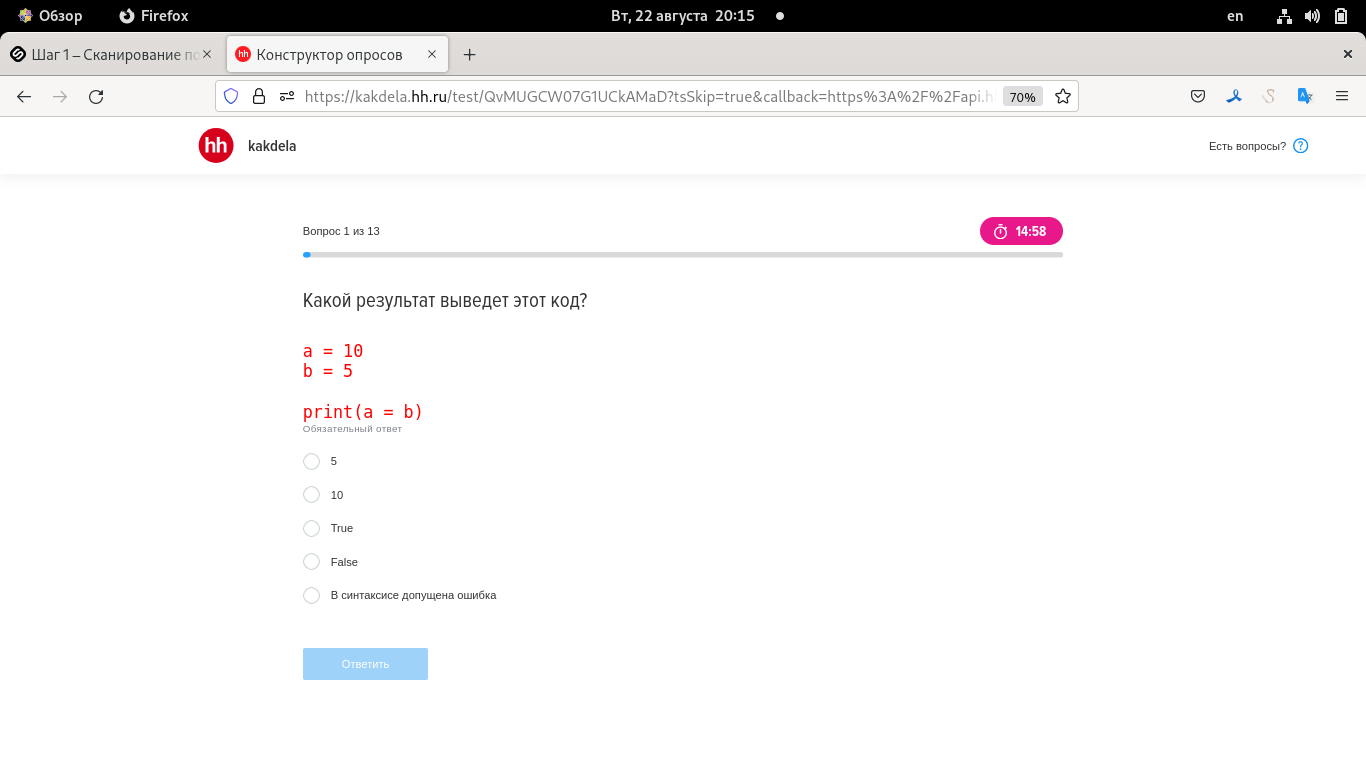 Обзор
Firefox
Вт, 22 августа 20:15
en
Шаг 1 – Сканирование
Конструктор опросов
https://kakdela.hh.ru/test/QvMUGCW07G1UCkAMaD?tsSkip=true&callback=https%3A%2F%2Fapi.h
70%
hh
kakdela
Есть вопросы?
Вопрос 1 из 13
14:58
Какой результат выведет этот код?
a = 10
b = 5
print(a = b)
Обязательный ответ
5
10
True
False
В синтаксисе допущена ошибка
Ответить